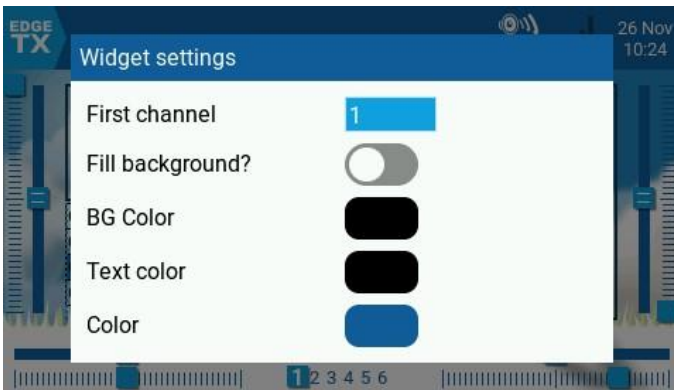 EDGE
TX
26 Nov
10:24
Widget settings
First channel
1
Fill background?
BG Color
Text color
Color
1 2 3 4 5 6